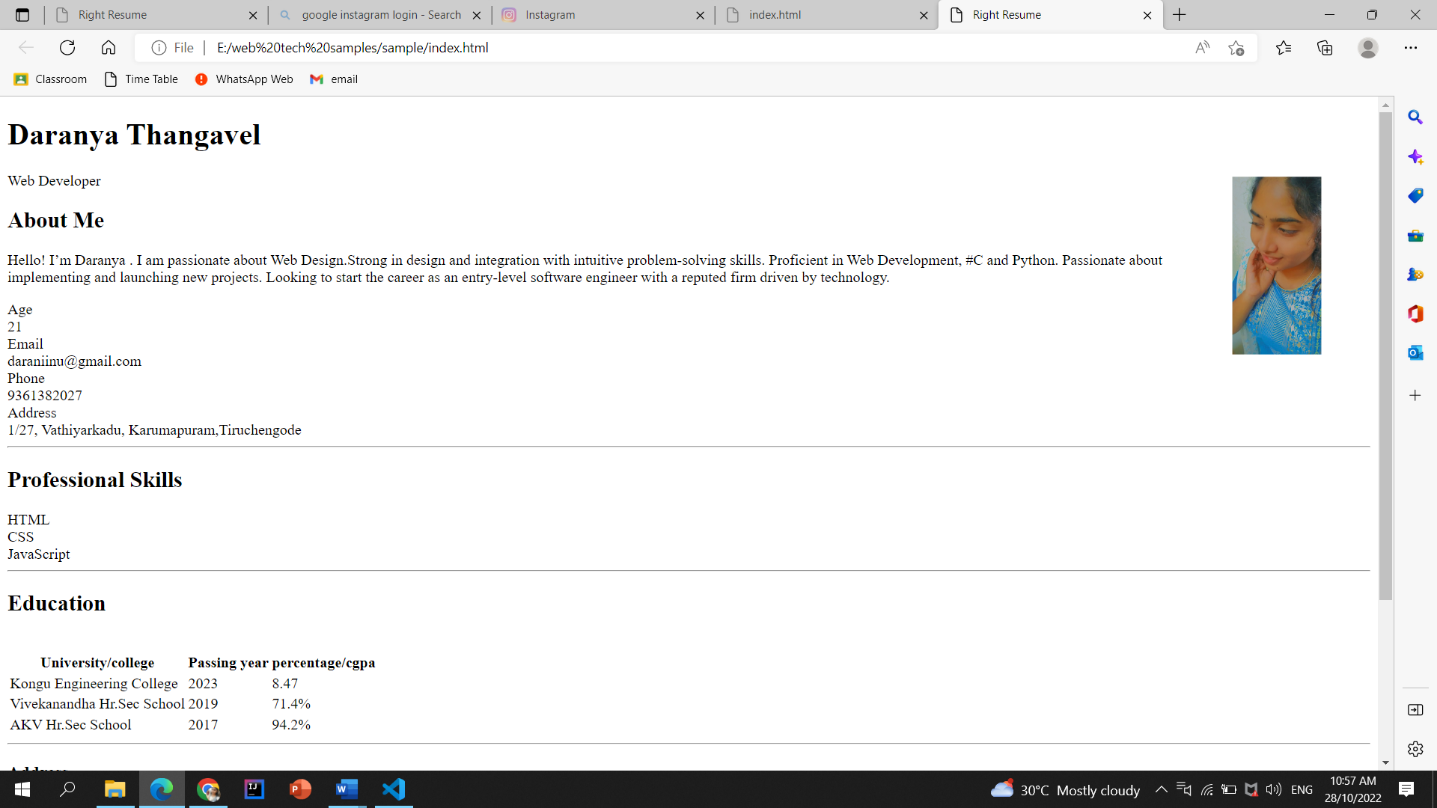 Right Resume
google instagram login - Search
Instagram
index.html
Right Resume
File
E:/web%20tech%20samples/sample/index.html
Classroom
Time Table
WhatsApp Web
email
Daranya Thangavel
Web Developer
About Me
Hello! I’m Daranya . I am passionate about Web Design.Strong in design and integration with intuitive problem-solving skills. Proficient in Web Development, #C and Python. Passionate about
implementing and launching new projects. Looking to start the career as an entry-level software engineer with a reputed firm driven by technology.
Age
21
Email
daraniinu@gmail.com
Phone
9361382027
Address
1/27, Vathiyarkadu, Karumapuram,Tiruchengode
Professional Skills
HTML
CSS
JavaScript
Education
University/college Passing year percentage/cgpa
Kongu Engineering College 2023 8.47
Vivekanandha Hr.Sec School 2019 71.4%
AKV Hr.Sec School 2017 94.2%
30°C Mostly cloudy
ENG
10:57 AM
28/10/2022